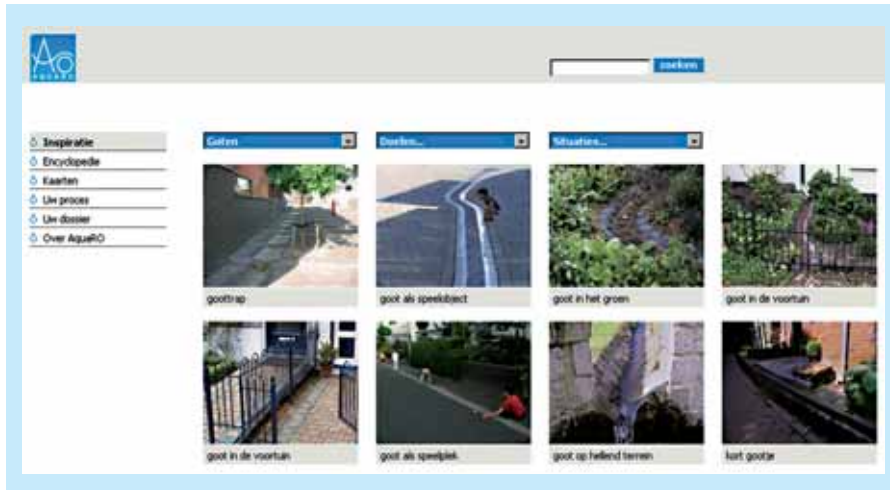 AQUARO
zoeken
Inspiratie
Encyclopedie
Kaarten
Uw proces
Uw dossier
Over AquaRO
Goten
Doelen...
Situaties...
goottrap
goot als speelobject
goot in het groen
goot in de voortuin
goot in de voortuin
goot als speelplek
goot op hellend terrein
kort gootje